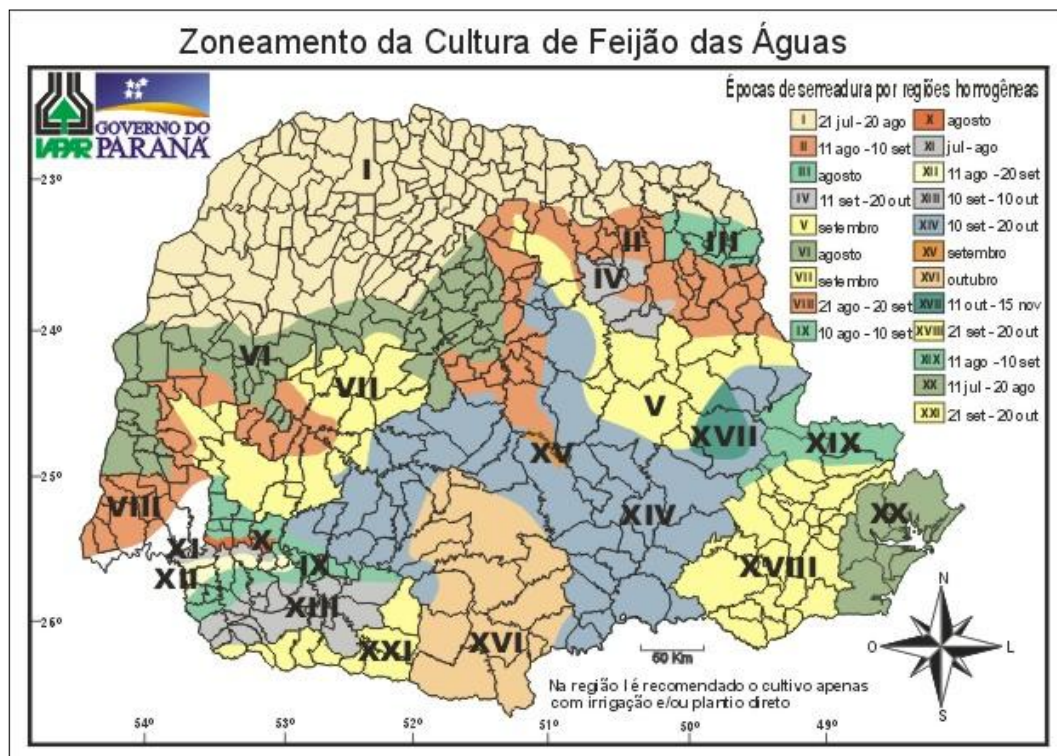 Zoneamento da Cultura de Feijão das Águas
IAPAR
GOVERNO DO
PARANÁ
Épocas de semeadura por regiões homogêneas
I 21 jul - 20 ago
II 11 ago - 10 set
III agosto
IV 11 set - 20 out
V setembro
VI agosto
VII setembro
VIII 21 ago - 20 set
IX 10 ago - 10 set
X agosto
XI jul - ago
XII 11 ago - 20 set
XIII 10 set - 10 out
XIV 10 set - 20 out
XV setembro
XVI outubro
XVII 11 out - 15 nov
XVIII 21 set - 20 out
XIX 11 ago - 10 set
XX 11 jul - 20 ago
XXI 21 set - 20 out
23°
24°
25°
26°
I
II
III
IV
VI
VII
V
XVII
XIX
XV
VIII
XIV
XX
X
XI
IX
XII
XVIII
XIII
XXI
XVI
60 Km
N
O
L
S
Na região I é recomendado o cultivo apenas
com irrigação e/ou plantio direto
54°
53°
52°
51°
50°
49°